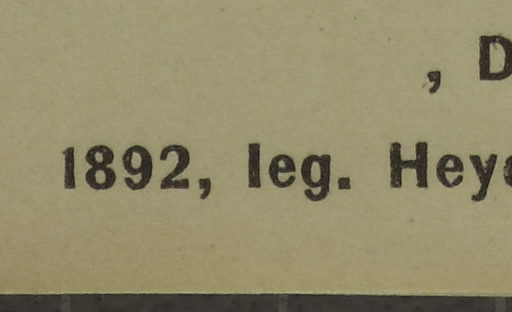 , D
1892, leg. Hey